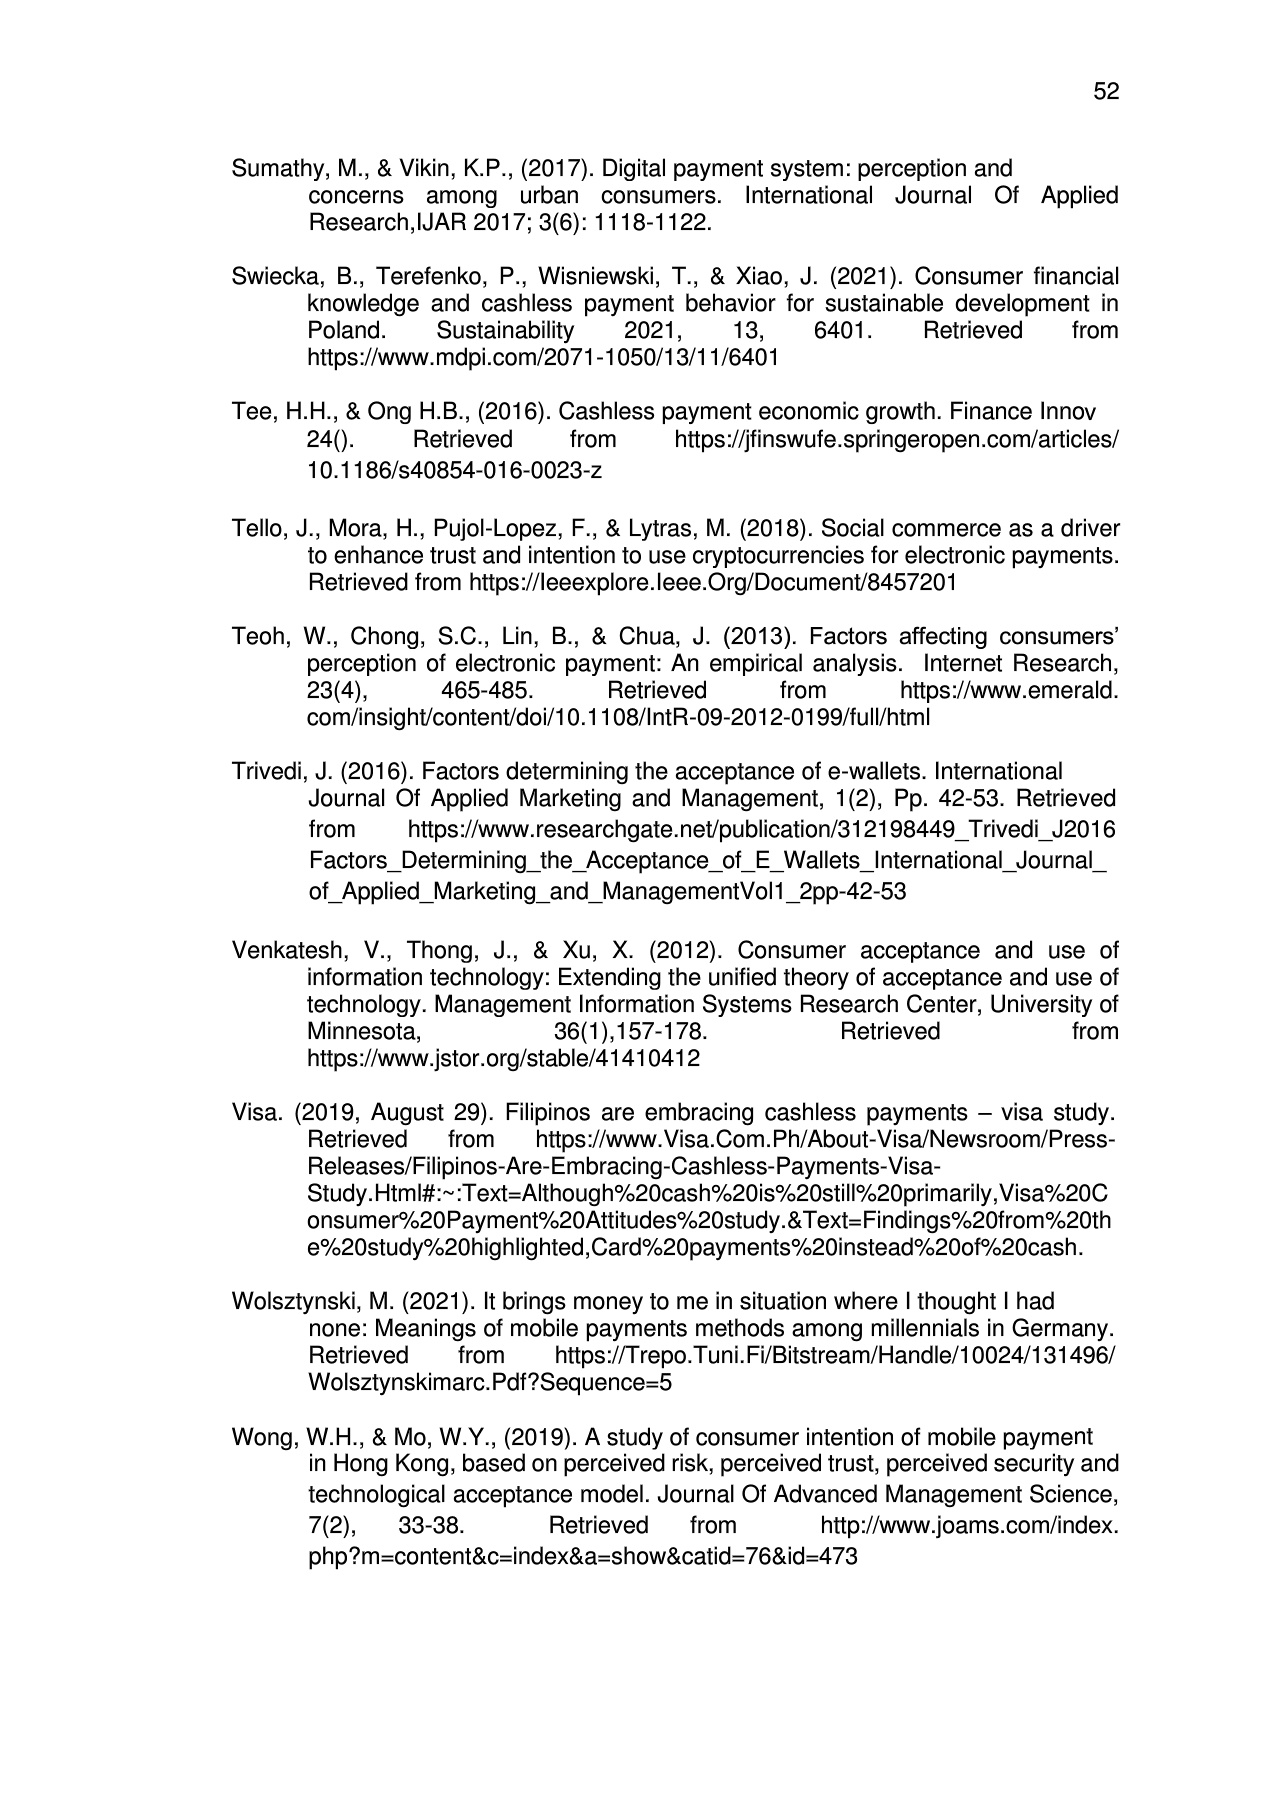 52
Sumathy, M., & Vikin, K.P., (2017). Digital payment system: perception and
concerns among urban consumers. International Journal Of Applied
Research,IJAR 2017; 3(6): 1118-1122.
Swiecka, B., Terefenko, P., Wisniewski, T., & Xiao, J. (2021). Consumer financial
knowledge and cashless payment behavior for sustainable development in
Poland. Sustainability 2021, 13, 6401. Retrieved from
https://www.mdpi.com/2071-1050/13/11/6401
Tee, H.H., & Ong H.B., (2016). Cashless payment economic growth. Finance Innov
24(). Retrieved from https://jfinswufe.springeropen.com/articles/
10.1186/s40854-016-0023-z
Tello, J., Mora, H., Pujol-Lopez, F., & Lytras, M. (2018). Social commerce as a driver
to enhance trust and intention to use cryptocurrencies for electronic payments.
Retrieved from https://Ieeexplore.Ieee.Org/Document/8457201
Teoh, W., Chong, S.C., Lin, B., & Chua, J. (2013). Factors affecting consumers’
perception of electronic payment: An empirical analysis. Internet Research,
23(4), 465-485. Retrieved from https://www.emerald.
com/insight/content/doi/10.1108/IntR-09-2012-0199/full/html
Trivedi, J. (2016). Factors determining the acceptance of e-wallets. International
Journal Of Applied Marketing and Management, 1(2), Pp. 42-53. Retrieved
from https://www.researchgate.net/publication/312198449_Trivedi_J2016
Factors_Determining_the_Acceptance_of_E_Wallets_International_Journal_
of_Applied_Marketing_and_ManagementVol1_2pp-42-53
Venkatesh, V., Thong, J., & Xu, X. (2012). Consumer acceptance and use of
information technology: Extending the unified theory of acceptance and use of
technology. Management Information Systems Research Center, University of
Minnesota, 36(1),157-178. Retrieved from
https://www.jstor.org/stable/41410412
Visa. (2019, August 29). Filipinos are embracing cashless payments – visa study.
Retrieved from https://www.Visa.Com.Ph/About-Visa/Newsroom/Press-
Releases/Filipinos-Are-Embracing-Cashless-Payments-Visa-
Study.Html#:~:Text=Although%20cash%20is%20still%20primarily,Visa%20C
onsumer%20Payment%20Attitudes%20study.&Text=Findings%20from%20th
e%20study%20highlighted,Card%20payments%20instead%20of%20cash.
Wolsztynski, M. (2021). It brings money to me in situation where I thought I had
none: Meanings of mobile payments methods among millennials in Germany.
Retrieved from https://Trepo.Tuni.Fi/Bitstream/Handle/10024/131496/
Wolsztynskimarc.Pdf?Sequence=5
Wong, W.H., & Mo, W.Y., (2019). A study of consumer intention of mobile payment
in Hong Kong, based on perceived risk, perceived trust, perceived security and
technological acceptance model. Journal Of Advanced Management Science,
7(2), 33-38. Retrieved from http://www.joams.com/index.
php?m=content&c=index&a=show&catid=76&id=473